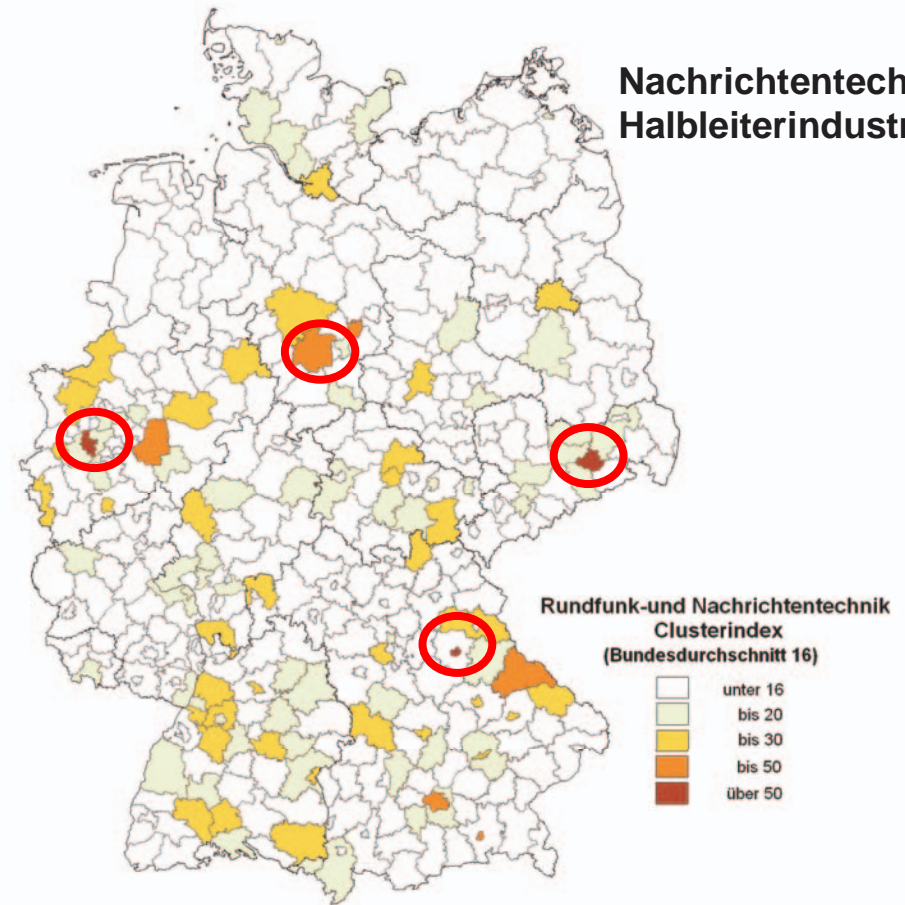 Nachrichtentech
Halbleiterindustr
Rundfunk-und Nachrichtentechnik
Clusterindex
(Bundesdurchschnitt 16)
unter 16
bis 20
bis 30
bis 50
über 50